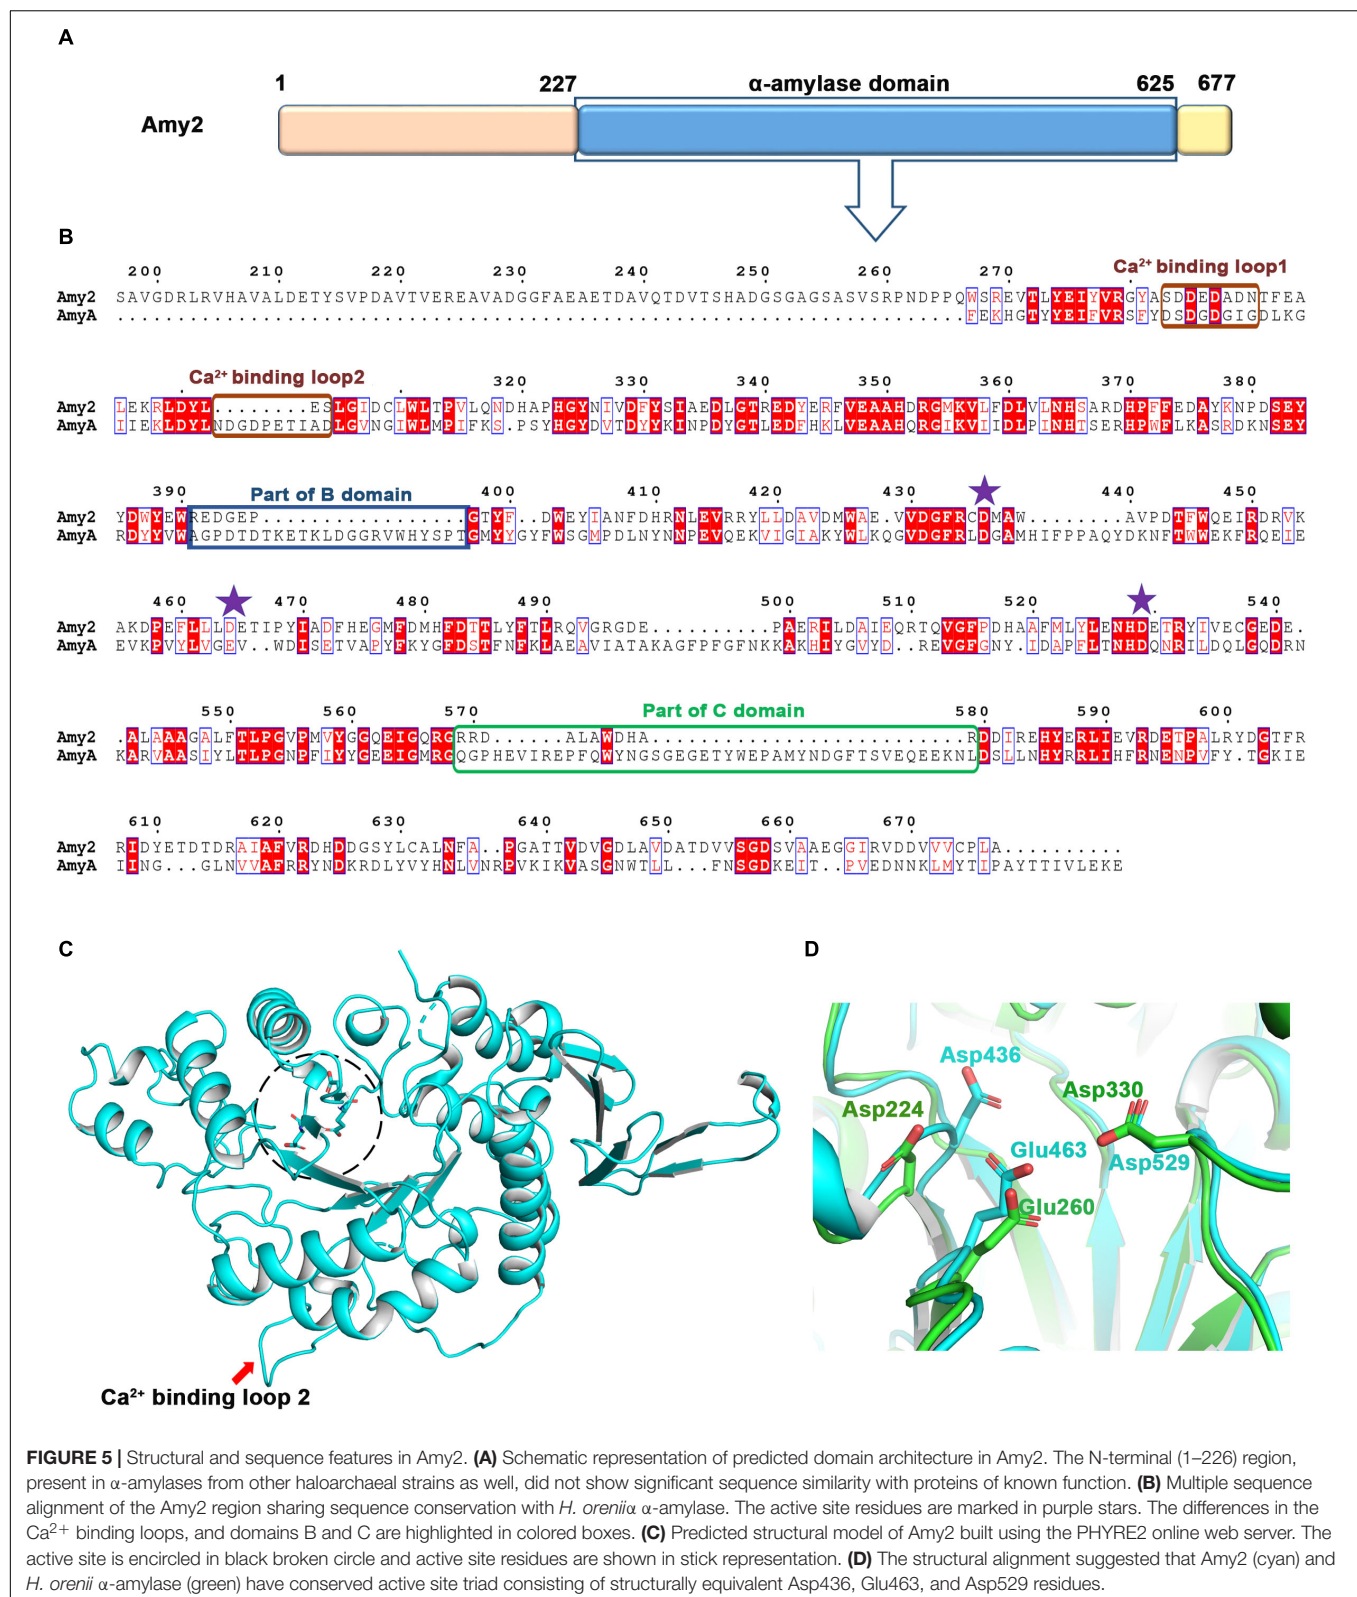 A
1 227 α-amylase domain 625 677
Amy2
B
200 210 220 230 240 250 260 270 Ca²⁺ binding loop1
Amy2 SAVGDRLRVHAVALDETYSVPDAVTVEREAVADGGFAEAETDAVQTDVTSHADGSGAGSASVSRPNDPPQWSREVTLYEIYVRGYASDDEDADNTFEA
AmyA .....................................................................FEKHGTYYEIFVRSFYDSDGDGIGDLKG
Ca²⁺ binding loop2 320 330 340 350 360 370 380
Amy2 LEKRLDYL........ESLGIDCLWLTPVLQNDHAPHGYNIVDFYSIAEDLGTREDYERFVEAAHDRGMKVLFDLVLNHSARDHPFFEDAYKNPDSEY
AmyA IIEKLDYLNDGDPETIADLGVNGIWLMPIFKS.PSYHGYDVTDYYKINPDYGTLEDFHKLVEAAHQRGIKVIIDLPINHTSERHPWFLKASRDKNSEY
390 Part of B domain 400 410 420 430 440 450
Amy2 YDWYEWREDGEP.................GTYF..DWEYIANFDHRNLEVRRYLLDAVDMWAE.VVDGFRCDMAW.......AVPDTFWQEIRDRVK
AmyA RDYYVWAGPDTDTKETKLDGGRVWHYSPTGMYYGYFWSGMPDLNYNNPEVQEKVIGIAKYWLKQGVDGFRLDGAMHIFPPAQYDKNFTWWEKFRQEIE
460 470 480 490 500 510 520 540
Amy2 AKDPEFLLLDETIPYIADFHEGMFDMHFDTTLYFTLRQVGRGDE..........PAERILDAIEQRTQVGFPDHAAFMLYLENHDETRYIVECGEDE.
AmyA EVKPVYLVGEV..WDISETVAPYFKYGFDSTFNFKLAEAVIATAKAGFPFGFNKKAKHIYGVYD..REVGFGNY.IDAPFLTNHDQNRILDQLGQDRN
550 560 570 Part of C domain 580 590 600
Amy2 .ALAAAGALFTLPGVPMVYGGQEIGQRGRRD......ALAWDHA..........................RDDIREHYERLIEVRDETPALRYDGTFR
AmyA KARVAASIYLTLPGNPFIYYGEEIGMRGQGPHEVIREPFQWYNGSGEGETYWEPAMYNDGFTSVEQEEKNLDSLLNHYRRLIHFRNENPVFY.TGKIE
610 620 630 640 650 660 670
Amy2 RIDYETDTDRAIAFVRDHDDGSYLCALNFA..PGATTVDVGDLAVDATDVVSGDSVAAEGGIRVDDVVVCPLA..........
AmyA IING...GLNVVAFRRYNDKRDLYVYHNLVNRPVKIKVASGNWTLL...FNSGDKEIT..PVEDNNKLMYTIPAYTTIVLEKE
C
Ca²⁺ binding loop 2
D
Asp436
Asp330
Asp224
Glu463
Asp529
Glu260
FIGURE 5 | Structural and sequence features in Amy2. (A) Schematic representation of predicted domain architecture in Amy2. The N-terminal (1–226) region,
present in α-amylases from other haloarchaeal strains as well, did not show significant sequence similarity with proteins of known function. (B) Multiple sequence
alignment of the Amy2 region sharing sequence conservation with H. oreniiα α-amylase. The active site residues are marked in purple stars. The differences in the
Ca²⁺ binding loops, and domains B and C are highlighted in colored boxes. (C) Predicted structural model of Amy2 built using the PHYRE2 online web server. The
active site is encircled in black broken circle and active site residues are shown in stick representation. (D) The structural alignment suggested that Amy2 (cyan) and
H. orenii α-amylase (green) have conserved active site triad consisting of structurally equivalent Asp436, Glu463, and Asp529 residues.